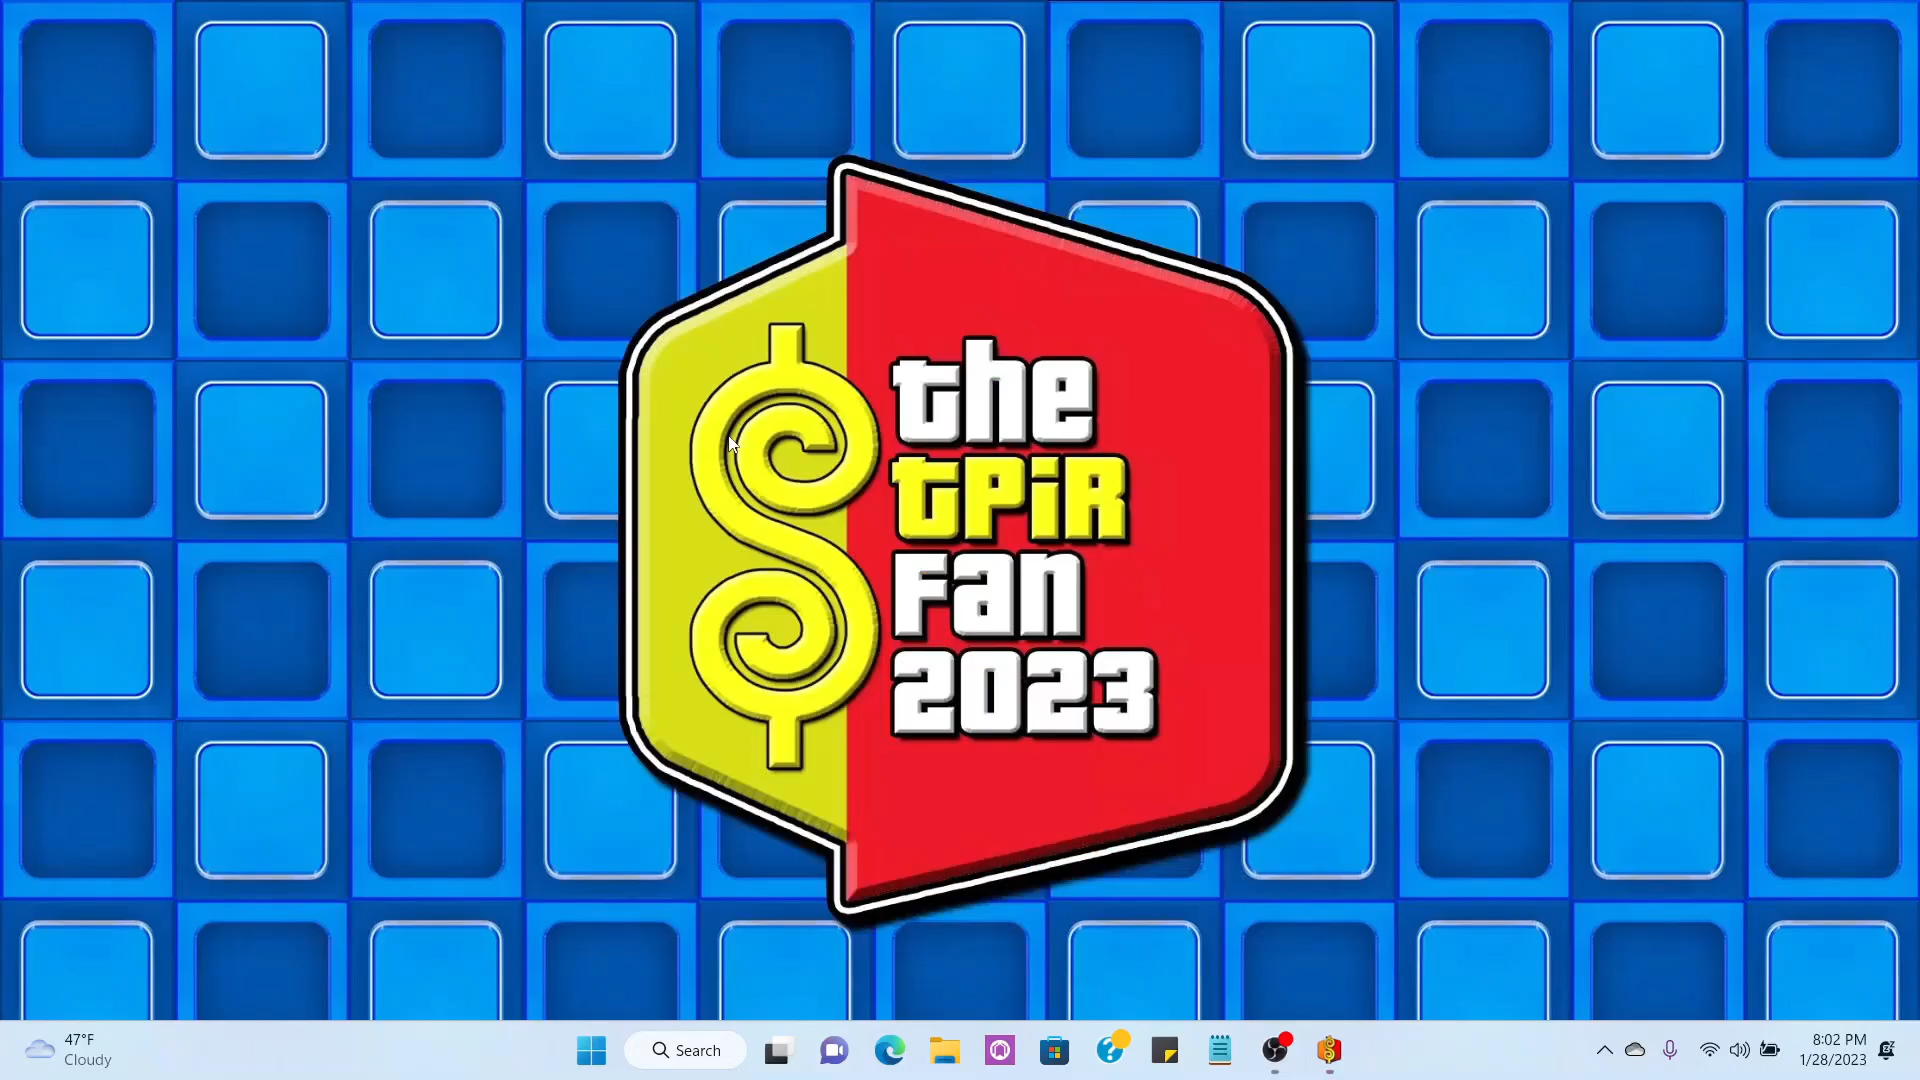 the
tPiR
Fan
2023
47°F
Cloudy
Search
8:02 PM
1/28/2023